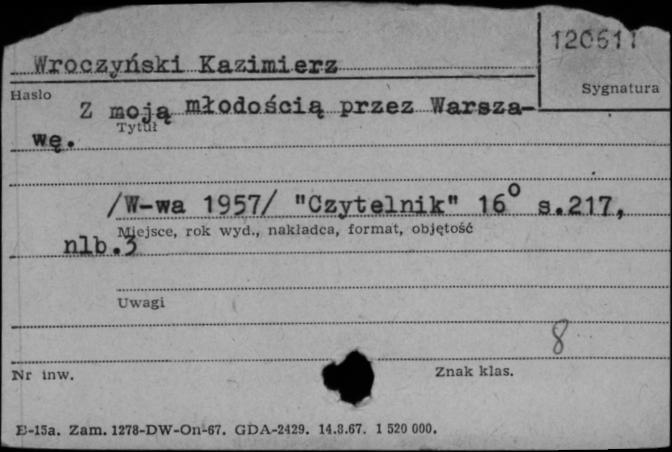 120511
Wroczyński Kazimierz
Sygnatura
Hasło
Z moją młodością przez Warsza-
Tytuł
wę.
/W-wa 1957/ "Czytelnik" 16° s.217,
Miejsce, rok wyd., nakładca, format, objętość
nlb.3
Uwagi
8
Nr inw.
Znak klas.
E-15a. Zam. 1278-DW-On-67. GDA-2429. 14.8.67. 1 520 000.